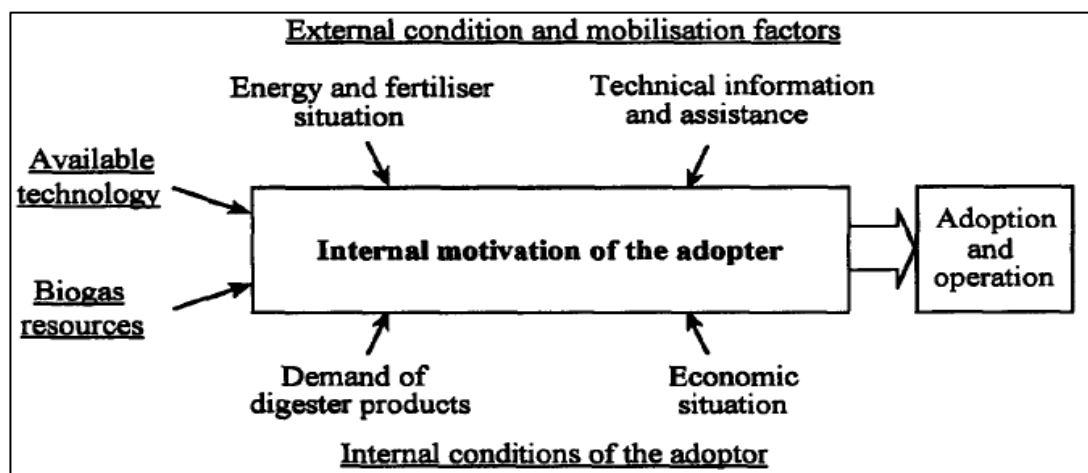 External condition and mobilisation factors
Energy and fertiliser
situation
Technical information
and assistance
Available
technology
Internal motivation of the adopter
Adoption
and
operation
Biogas
resources
Demand of
digester products
Economic
situation
Internal conditions of the adoptor